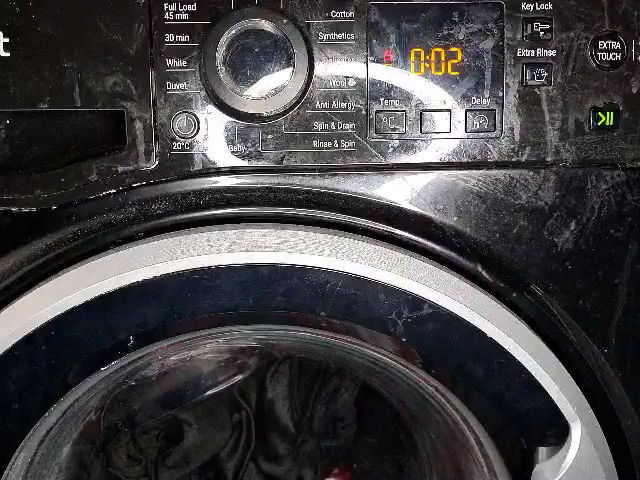 Full Load
45 min
30 min
White
Duvet
20°C
Baby
Cotton
Synthetics
Wool
Anti Allergy
Spin & Drain
Rinse & Spin
0:02
Temp.
°C
Delay
Key Lock
Extra Rinse
EXTRA
TOUCH